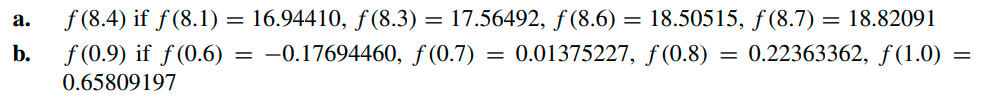 a. f(8.4) if f(8.1) = 16.94410, f(8.3) = 17.56492, f(8.6) = 18.50515, f(8.7) = 18.82091
b. f(0.9) if f(0.6) = −0.17694460, f(0.7) = 0.01375227, f(0.8) = 0.22363362, f(1.0) =
0.65809197